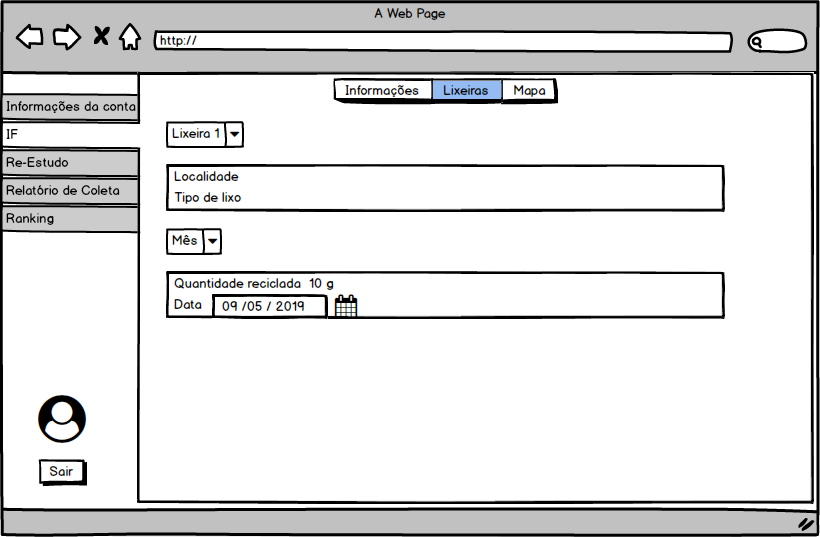 A Web Page
http://
Informações Lixeiras Mapa
Informações da conta
IF
Re-Estudo
Relatório de Coleta
Ranking
Sair
Lixeira 1
Localidade
Tipo de lixo
Mês
Quantidade reciclada 10 g
Data 09 /05 / 2019